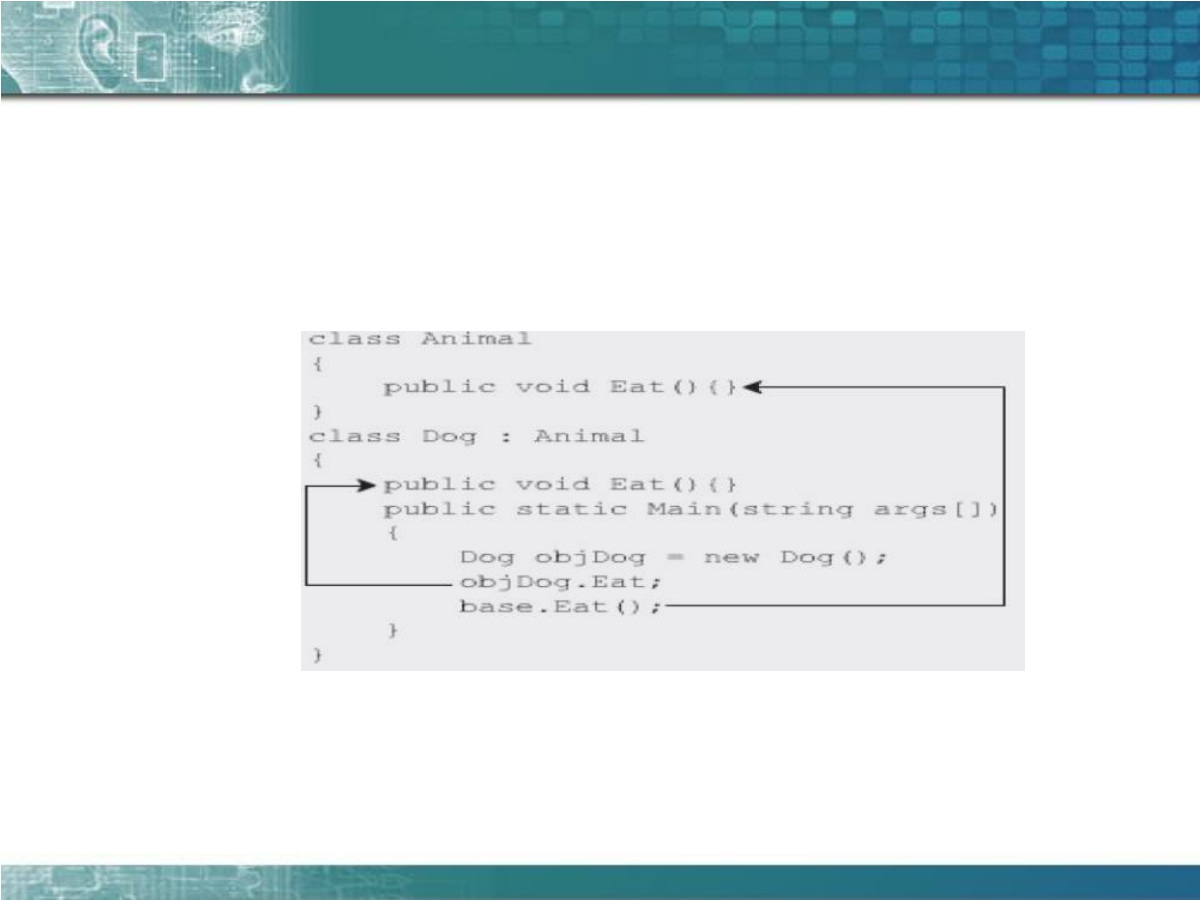 class Animal
{
public void Eat(){}
}
class Dog : Animal
{
public void Eat(){}
public static Main(string args[])
{
Dog objDog = new Dog();
objDog.Eat;
base.Eat();
}
}